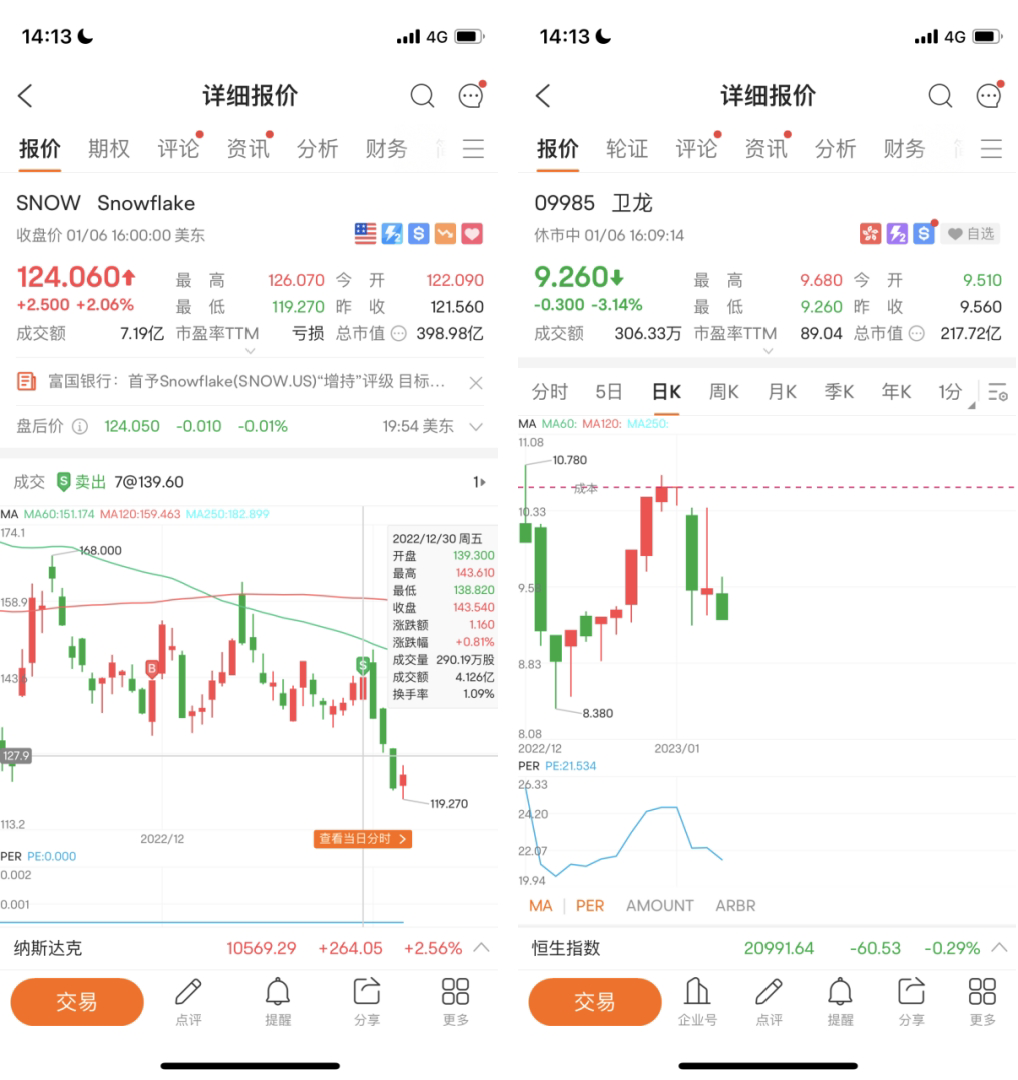 14:13
4G
详细报价
报价 期权 评论 资讯 分析 财务
SNOW Snowflake
收盘价 01/06 16:00:00 美东
124.060 最 高 126.070 今 开 122.090
+2.500 +2.06% 最 低 119.270 昨 收 121.560
成交额 7.19亿 市盈率TTM 亏损 总市值 398.98亿
富国银行：首予Snowflake(SNOW.US)“增持”评级 目标...
盘后价 124.050 -0.010 -0.01% 19:54 美东
成交 S 卖出 7@139.60 1
MA MA60:151.174 MA120:159.463 MA250:182.899
174.1
168.000
158.9
143.5
127.9
113.2
B
S
119.270
2022/12/30 周五
开盘 139.300
最高 143.610
最低 138.820
收盘 143.540
涨跌额 1.160
涨跌幅 +0.81%
成交量 290.19万股
成交额 4.126亿
换手率 1.09%
2022/12
查看当日分时
PER PE:0.000
0.002
0.001
纳斯达克 10569.29 +264.05 +2.56%
交易
点评 提醒 分享 更多
14:13
4G
详细报价
报价 轮证 评论 资讯 分析 财务
09985 卫龙
休市中 01/06 16:09:14
自选
9.260 最 高 9.680 今 开 9.510
-0.300 -3.14% 最 低 9.260 昨 收 9.560
成交额 306.33万 市盈率TTM 89.04 总市值 217.72亿
分时 5日 日K 周K 月K 季K 年K 1分
MA MA60: MA120: MA250:
11.08
10.780
成本
10.33
9.58
8.83
8.380
8.08
2022/12 2023/01
PER PE:21.534
26.33
24.20
22.07
19.94
MA PER AMOUNT ARBR
恒生指数 20991.64 -60.53 -0.29%
交易
企业号 点评 提醒 分享 更多